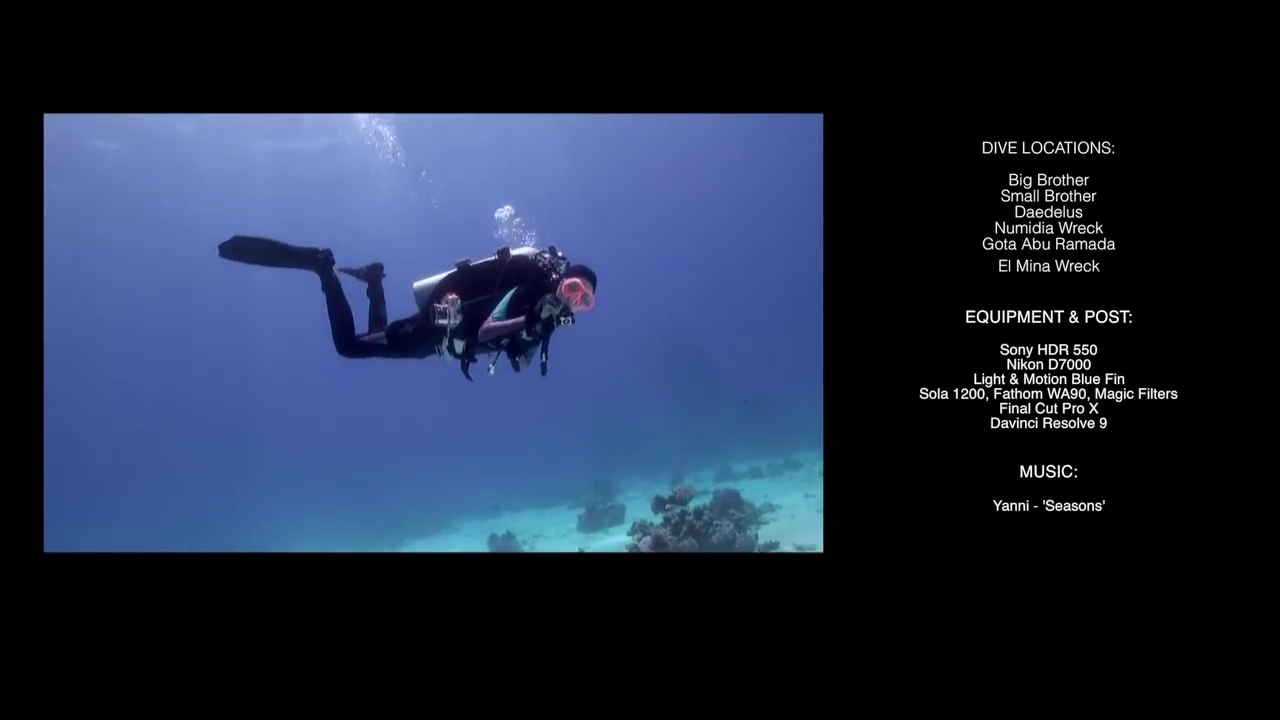 DIVE LOCATIONS:
Big Brother
Small Brother
Daedelus
Numidia Wreck
Gota Abu Ramada
El Mina Wreck
EQUIPMENT & POST:
Sony HDR 550
Nikon D7000
Light & Motion Blue Fin
Sola 1200, Fathom WA90, Magic Filters
Final Cut Pro X
Davinci Resolve 9
MUSIC:
Yanni - 'Seasons'